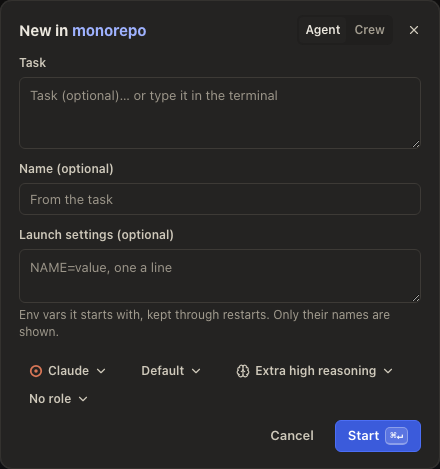 New in monorepo
Agent
Crew
Task
Task (optional)... or type it in the terminal
Name (optional)
From the task
Launch settings (optional)
NAME=value, one a line
Env vars it starts with, kept through restarts. Only their names are
shown.
Claude
Default
Extra high reasoning
No role
Cancel
Start ⌘↵